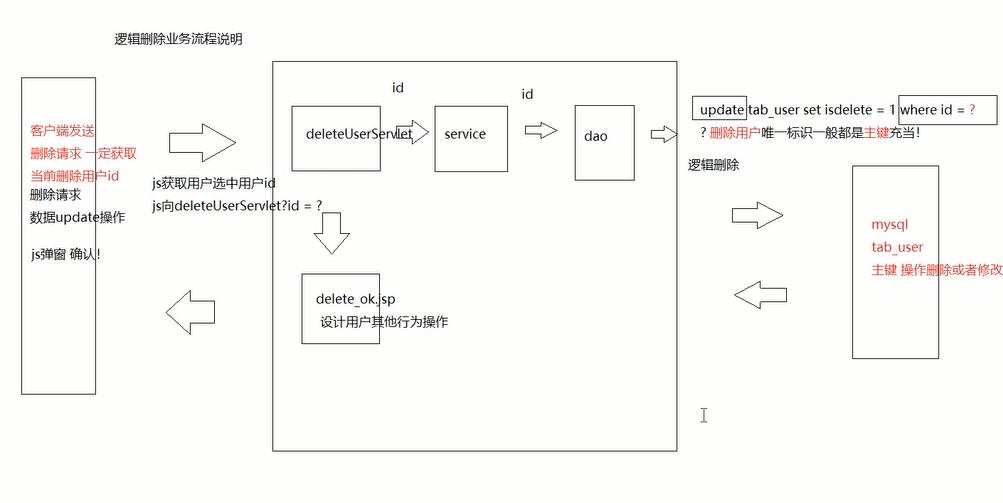 逻辑删除业务流程说明
客户端发送
删除请求 一定获取
当前删除用户id
删除请求
数据update操作
js弹窗 确认!
js获取用户选中用户id
js向deleteUserServlet?id = ?
id
id
deleteUserServlet
service
dao
delete_ok.jsp
设计用户其他行为操作
update tab_user set isdelete = 1 where id = ?
? 删除用户唯一标识一般都是主键充当!
逻辑删除
mysql
tab_user
主键 操作删除或者修改